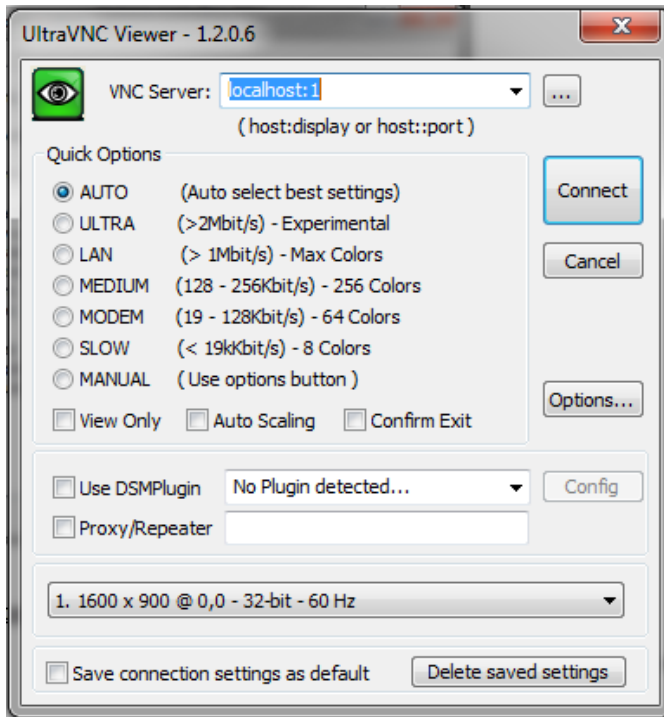 UltraVNC Viewer - 1.2.0.6
VNC Server: localhost:1 ...
( host:display or host::port )
Quick Options
AUTO (Auto select best settings)
ULTRA (>2Mbit/s) - Experimental
LAN (> 1Mbit/s) - Max Colors
MEDIUM (128 - 256Kbit/s) - 256 Colors
MODEM (19 - 128Kbit/s) - 64 Colors
SLOW (< 19kKbit/s) - 8 Colors
MANUAL ( Use options button )
View Only Auto Scaling Confirm Exit
Connect
Cancel
Options...
Use DSMPlugin No Plugin detected... Config
Proxy/Repeater
1. 1600 x 900 @ 0,0 - 32-bit - 60 Hz
Save connection settings as default Delete saved settings